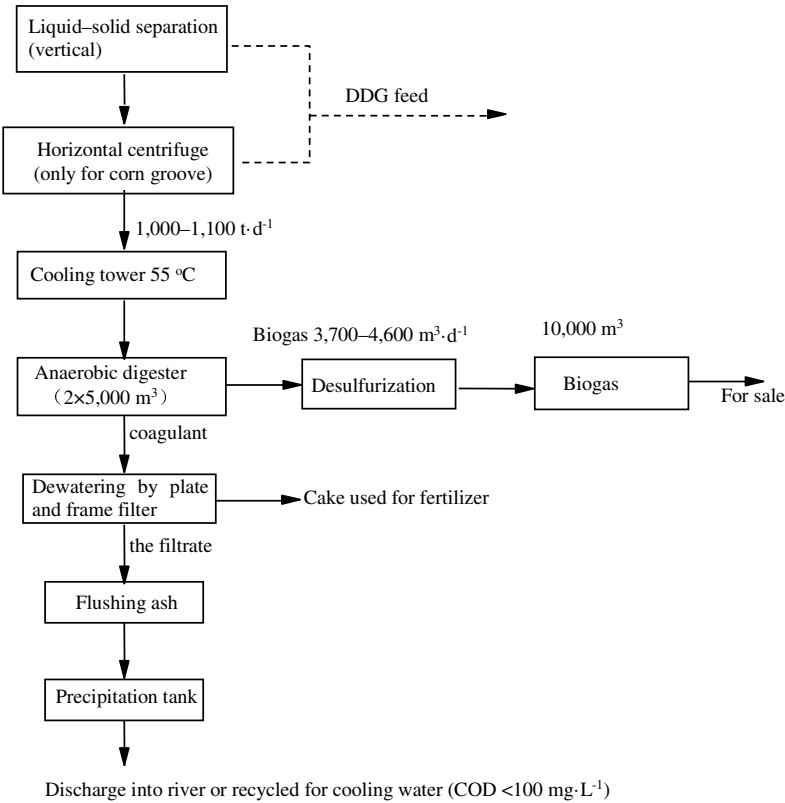 Liquid–solid separation
(vertical)
DDG feed
Horizontal centrifuge
(only for corn groove)
1,000–1,100 t·d⁻¹
Cooling tower 55 ºC
Biogas 3,700–4,600 m³·d⁻¹
10,000 m³
Anaerobic digester
（2×5,000 m³）
Desulfurization
Biogas
For sale
coagulant
Dewatering by plate
and frame filter
Cake used for fertilizer
the filtrate
Flushing ash
Precipitation tank
Discharge into river or recycled for cooling water (COD <100 mg·L⁻¹)